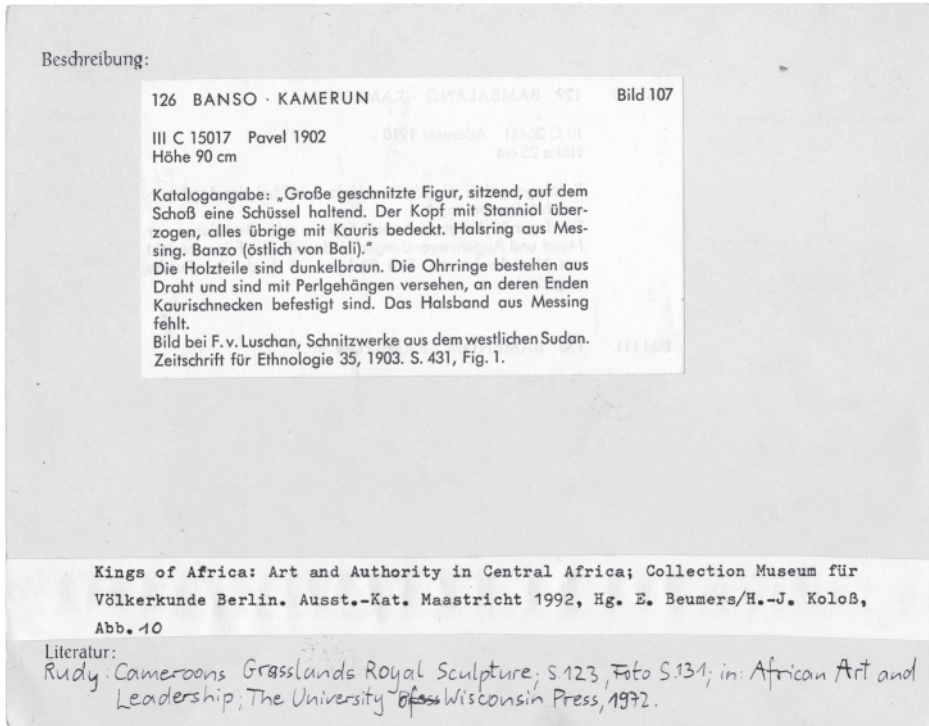 Beschreibung:
126 BANSO · KAMERUN Bild 107
III C 15017 Pavel 1902
Höhe 90 cm
Katalogangabe: „Große geschnitzte Figur, sitzend, auf dem
Schoß eine Schüssel haltend. Der Kopf mit Stanniol über-
zogen, alles übrige mit Kauris bedeckt. Halsring aus Mes-
sing. Banzo (östlich von Bali).“
Die Holzteile sind dunkelbraun. Die Ohrringe bestehen aus
Draht und sind mit Perlgehängen versehen, an deren Enden
Kaurischnecken befestigt sind. Das Halsband aus Messing
fehlt.
Bild bei F. v. Luschan, Schnitzwerke aus dem westlichen Sudan.
Zeitschrift für Ethnologie 35, 1903. S. 431, Fig. 1.
Kings of Africa: Art and Authority in Central Africa; Collection Museum für
Völkerkunde Berlin. Ausst.-Kat. Maastricht 1992, Hg. E. Beumers/H.-J. Koloß,
Abb. 10
Literatur:
Rudy: Cameroons Grasslands Royal Sculpture; S. 123, Foto S. 131; in: African Art and
Leadership; The University of Wisconsin Press, 1972.